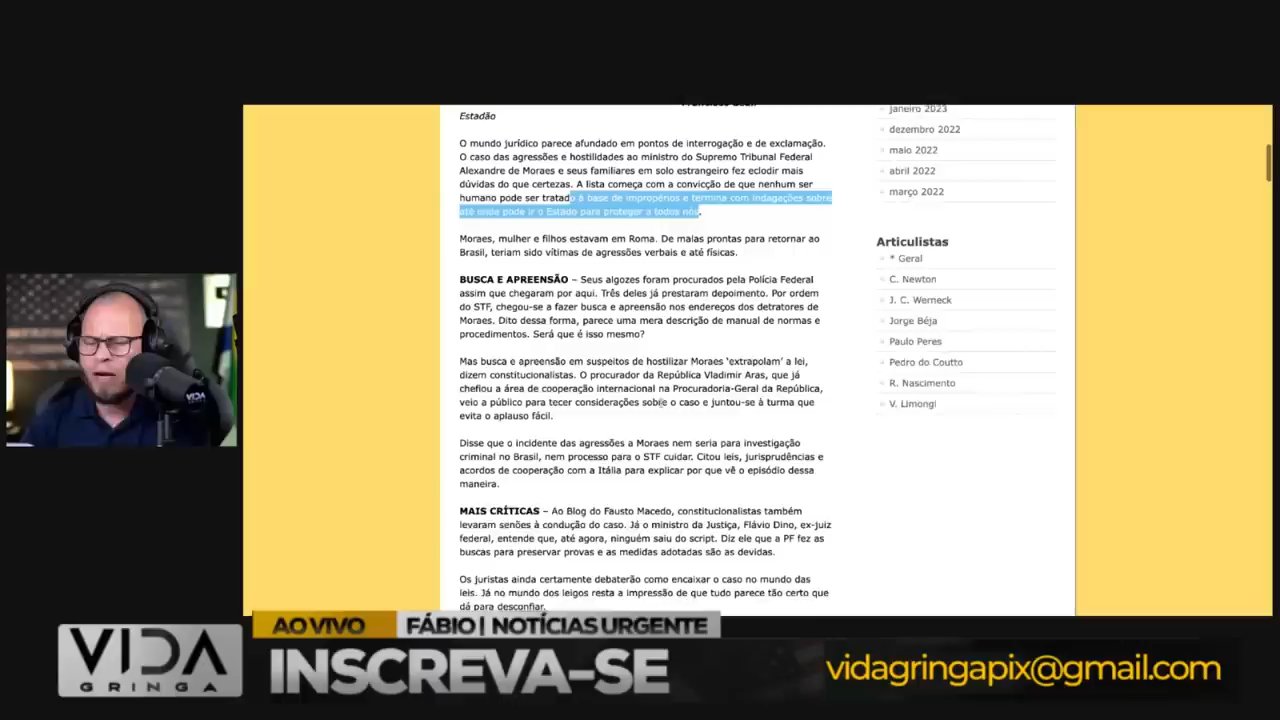 Estadão
O mundo jurídico parece afundado em pontos de interrogação e de exclamação.
O caso das agressões e hostilidades ao ministro do Supremo Tribunal Federal
Alexandre de Moraes e seus familiares em solo estrangeiro fez eclodir mais
dúvidas do que certezas. A lista começa com a convicção de que nenhum ser
humano pode ser tratado à base de impropérios e termina com indagações sobre
até onde pode ir o Estado para proteger a todos nós.
Moraes, mulher e filhos estavam em Roma. De malas prontas para retornar ao
Brasil, teriam sido vítimas de agressões verbais e até físicas.
BUSCA E APREENSÃO – Seus algozes foram procurados pela Polícia Federal
assim que chegaram por aqui. Três deles já prestaram depoimento. Por ordem
do STF, chegou-se a fazer busca e apreensão nos endereços dos detratores de
Moraes. Dito dessa forma, parece uma mera descrição de manual de normas e
procedimentos. Será que é isso mesmo?
Mas busca e apreensão em suspeitos de hostilizar Moraes ‘extrapolam’ a lei,
dizem constitucionalistas. O procurador da República Vladimir Aras, que já
chefiou a área de cooperação internacional na Procuradoria-Geral da República,
veio a público para tecer considerações sobre o caso e juntou-se à turma que
evita o aplauso fácil.
Disse que o incidente das agressões a Moraes nem seria para investigação
criminal no Brasil, nem processo para o STF cuidar. Citou leis, jurisprudências e
acordos de cooperação com a Itália para explicar por que vê o episódio dessa
maneira.
MAIS CRÍTICAS – Ao Blog do Fausto Macedo, constitucionalistas também
levaram senões à condução do caso. Já o ministro da Justiça, Flávio Dino, ex-juiz
federal, entende que, até agora, ninguém saiu do script. Diz ele que a PF fez as
buscas para preservar provas e as medidas adotadas são as devidas.
Os juristas ainda certamente debaterão como encaixar o caso no mundo das
leis. Já no mundo dos leigos resta a impressão de que tudo parece tão certo que
dá para desconfiar.
janeiro 2023
dezembro 2022
maio 2022
abril 2022
março 2022
Articulistas
* Geral
C. Newton
J. C. Werneck
Jorge Béja
Paulo Peres
Pedro do Coutto
R. Nascimento
V. Limongi
VIDA
AO VIVO FÁBIO | NOTÍCIAS URGENTE
VIDA
GRINGA
INSCREVA-SE
vidagringapix@gmail.com